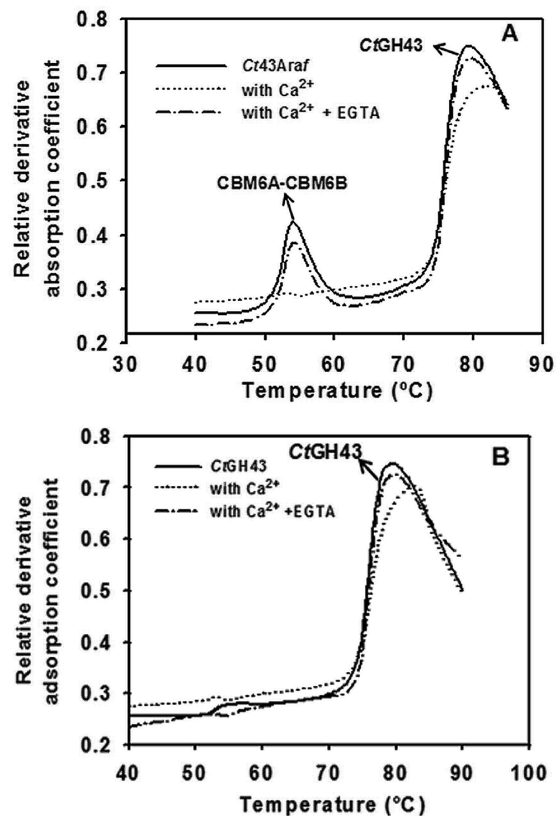 A
CtGH43
Ct43Araf
with Ca2+
with Ca2+ + EGTA
CBM6A-CBM6B
Relative derivative
absorption coefficient
0.8
0.7
0.6
0.5
0.4
0.3
0.2
30 40 50 60 70 80 90
Temperature (ºC)
B
CtGH43
CtGH43
with Ca2+
with Ca2+ +EGTA
Relative derivative
adsorption coefficient
0.8
0.7
0.6
0.5
0.4
0.3
0.2
40 50 60 70 80 90 100
Temperature (ºC)